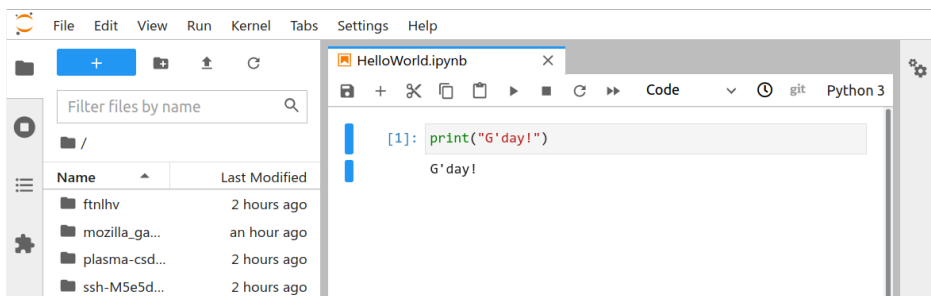 File Edit View Run Kernel Tabs Settings Help
HelloWorld.ipynb
Code git Python 3
Filter files by name
/
Name Last Modified
ftnlhv 2 hours ago
mozilla_ga... an hour ago
plasma-csd... 2 hours ago
ssh-M5e5d... 2 hours ago
[1]: print("G'day!")
G'day!